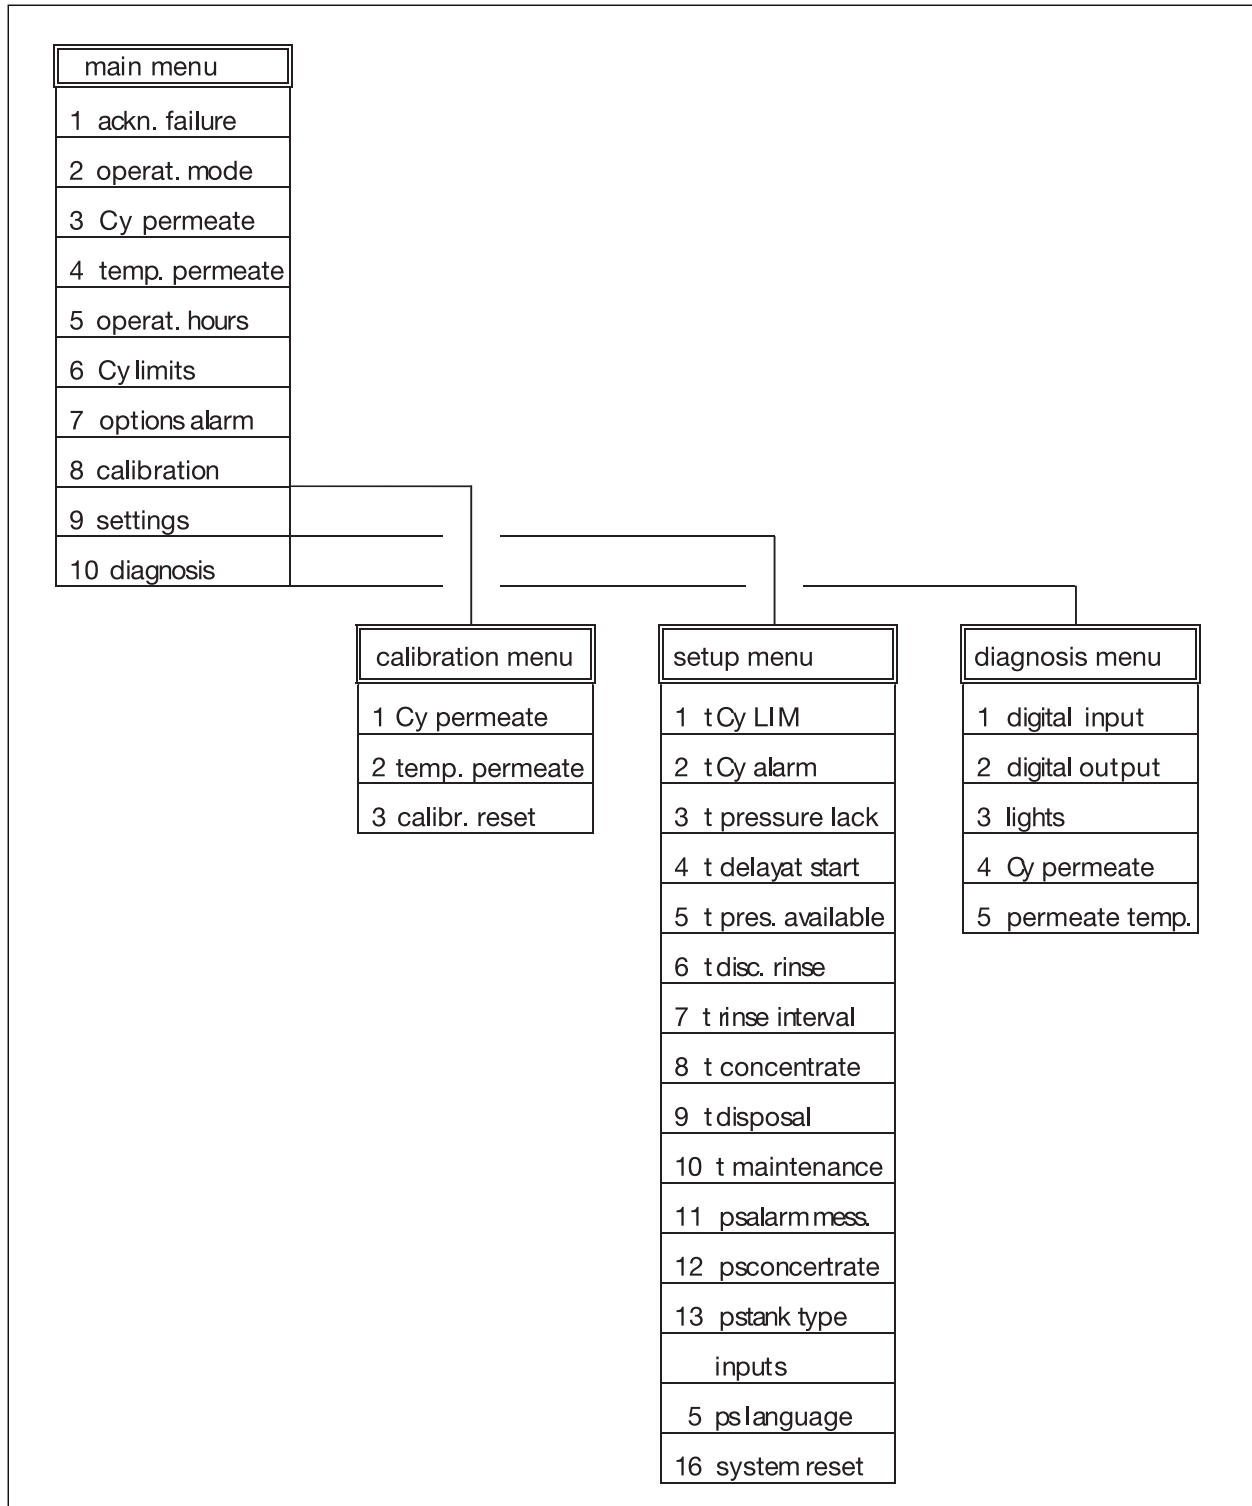 main menu
1 ackn. failure
2 operat. mode
3 Cy permeate
4 temp. permeate
5 operat. hours
6 Cy limits
7 options alarm
8 calibration
9 settings
10 diagnosis
calibration menu
1 Cy permeate
2 temp. permeate
3 calibr. reset
setup menu
1 t Cy LIM
2 t Cy alarm
3 t pressure lack
4 t delayat start
5 t pres. available
6 t disc. rinse
7 t rinse interval
8 t concentrate
9 t disposal
10 t maintenance
11 psalarm mess.
12 psconcertrate
13 pstank type
inputs
5 ps language
16 system reset
diagnosis menu
1 digital input
2 digital output
3 lights
4 Cy permeate
5 permeate temp.